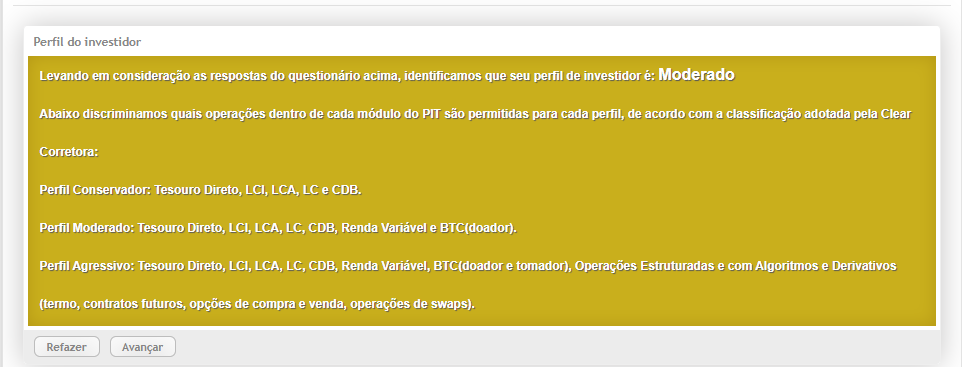 Perfil do investidor
Levando em consideração as respostas do questionário acima, identificamos que seu perfil de investidor é: Moderado
Abaixo discriminamos quais operações dentro de cada módulo do PIT são permitidas para cada perfil, de acordo com a classificação adotada pela Clear
Corretora:
Perfil Conservador: Tesouro Direto, LCI, LCA, LC e CDB.
Perfil Moderado: Tesouro Direto, LCI, LCA, LC, CDB, Renda Variável e BTC(doador).
Perfil Agressivo: Tesouro Direto, LCI, LCA, LC, CDB, Renda Variável, BTC(doador e tomador), Operações Estruturadas e com Algoritmos e Derivativos
(termo, contratos futuros, opções de compra e venda, operações de swaps).
Refazer Avançar